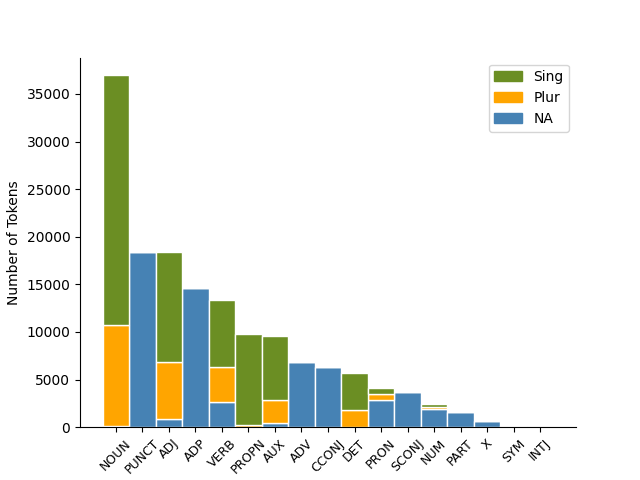 Sing
Plur
NA
Number of Tokens
35000
30000
25000
20000
15000
10000
5000
0
NOUN
PUNCT
ADJ
ADP
VERB
PROPN
AUX
ADV
CCONJ
DET
PRON
SCONJ
NUM
PART
X
SYM
INTJ